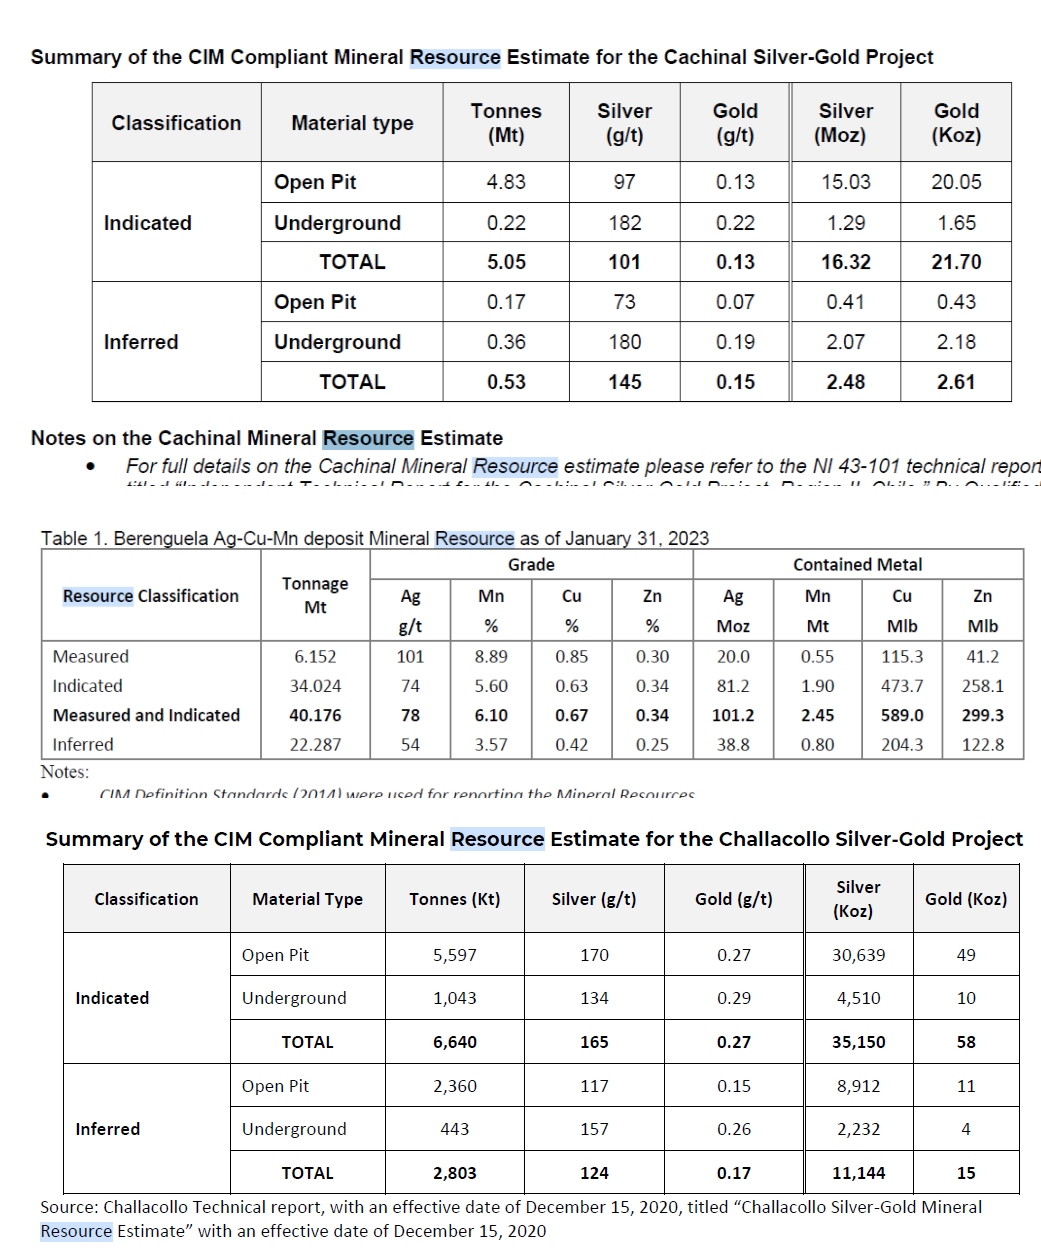 Summary of the CIM Compliant Mineral Resource Estimate for the Cachinal Silver-Gold Project
Classification Material type Tonnes (Mt) Silver (g/t) Gold (g/t) Silver (Moz) Gold (Koz)
Indicated
Open Pit 4.83 97 0.13 15.03 20.05
Underground 0.22 182 0.22 1.29 1.65
TOTAL 5.05 101 0.13 16.32 21.70
Inferred
Open Pit 0.17 73 0.07 0.41 0.43
Underground 0.36 180 0.19 2.07 2.18
TOTAL 0.53 145 0.15 2.48 2.61
Notes on the Cachinal Mineral Resource Estimate
• For full details on the Cachinal Mineral Resource estimate please refer to the NI 43-101 technical report
titled “Independent Technical Report for the Cachinal Silver-Gold Project, Region II, Chile.” By Qualified
Table 1. Berenguela Ag-Cu-Mn deposit Mineral Resource as of January 31, 2023
Resource Classification Tonnage Mt Grade Contained Metal
Ag Mn Cu Zn Ag Mn Cu Zn
g/t % % % Moz Mt Mlb Mlb
Measured 6.152 101 8.89 0.85 0.30 20.0 0.55 115.3 41.2
Indicated 34.024 74 5.60 0.63 0.34 81.2 1.90 473.7 258.1
Measured and Indicated 40.176 78 6.10 0.67 0.34 101.2 2.45 589.0 299.3
Inferred 22.287 54 3.57 0.42 0.25 38.8 0.80 204.3 122.8
Notes:
• CIM Definition Standards (2014) were used for reporting the Mineral Resources
Summary of the CIM Compliant Mineral Resource Estimate for the Challacollo Silver-Gold Project
Classification Material Type Tonnes (Kt) Silver (g/t) Gold (g/t) Silver (Koz) Gold (Koz)
Indicated
Open Pit 5,597 170 0.27 30,639 49
Underground 1,043 134 0.29 4,510 10
TOTAL 6,640 165 0.27 35,150 58
Inferred
Open Pit 2,360 117 0.15 8,912 11
Underground 443 157 0.26 2,232 4
TOTAL 2,803 124 0.17 11,144 15
Source: Challacollo Technical report, with an effective date of December 15, 2020, titled “Challacollo Silver-Gold Mineral
Resource Estimate” with an effective date of December 15, 2020